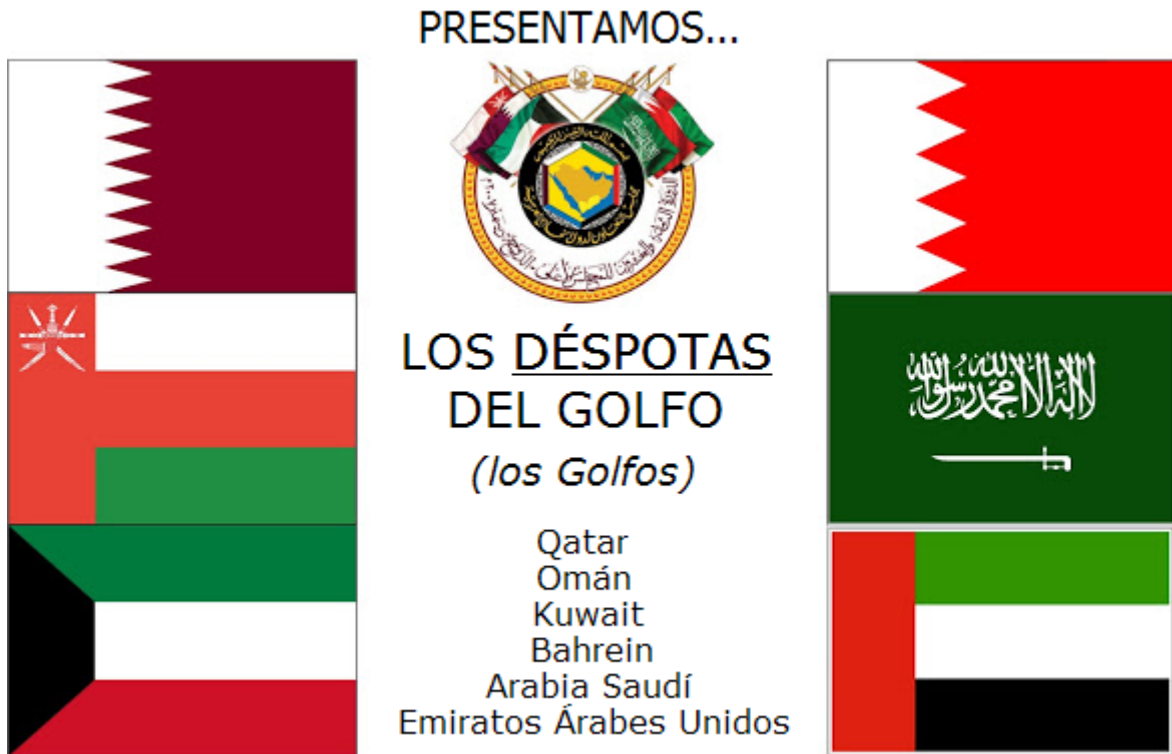 PRESENTAMOS...
LOS DÉSPOTAS
DEL GOLFO
(los Golfos)
Qatar
Omán
Kuwait
Bahrein
Arabia Saudí
Emiratos Árabes Unidos
لا إله إلا الله محمد رسول الله